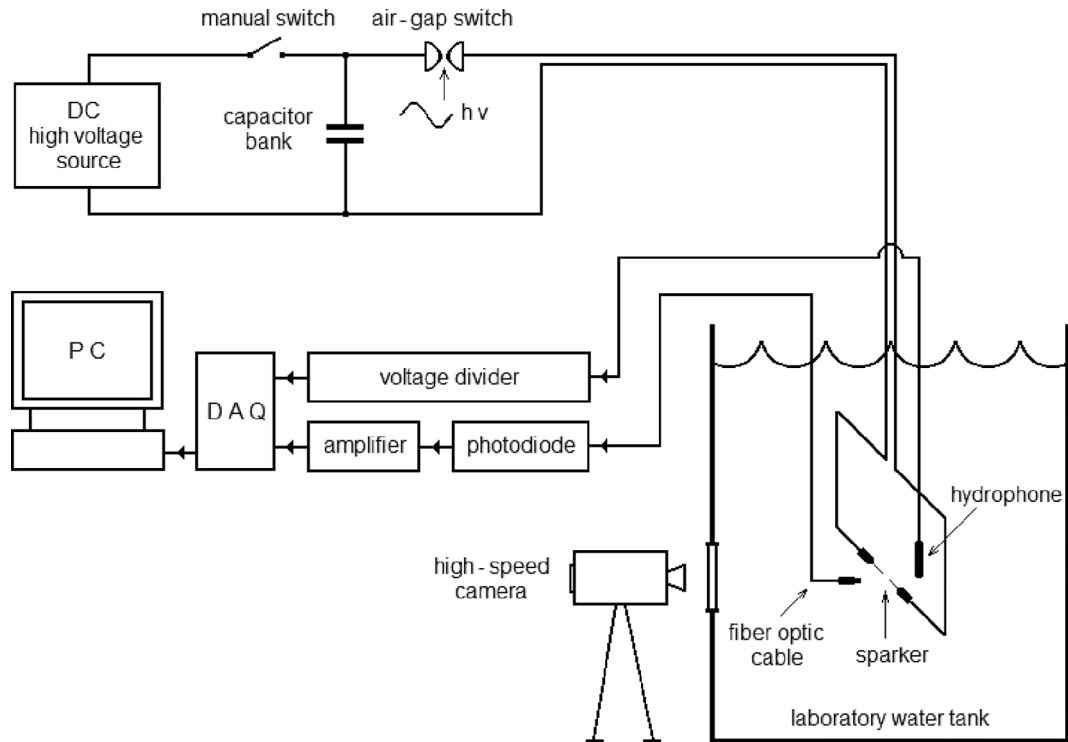 manual switch
air - gap switch
DC
high voltage
source
capacitor
bank
h v
P C
D A Q
voltage divider
amplifier
photodiode
hydrophone
high - speed
camera
fiber optic
cable
sparker
laboratory water tank